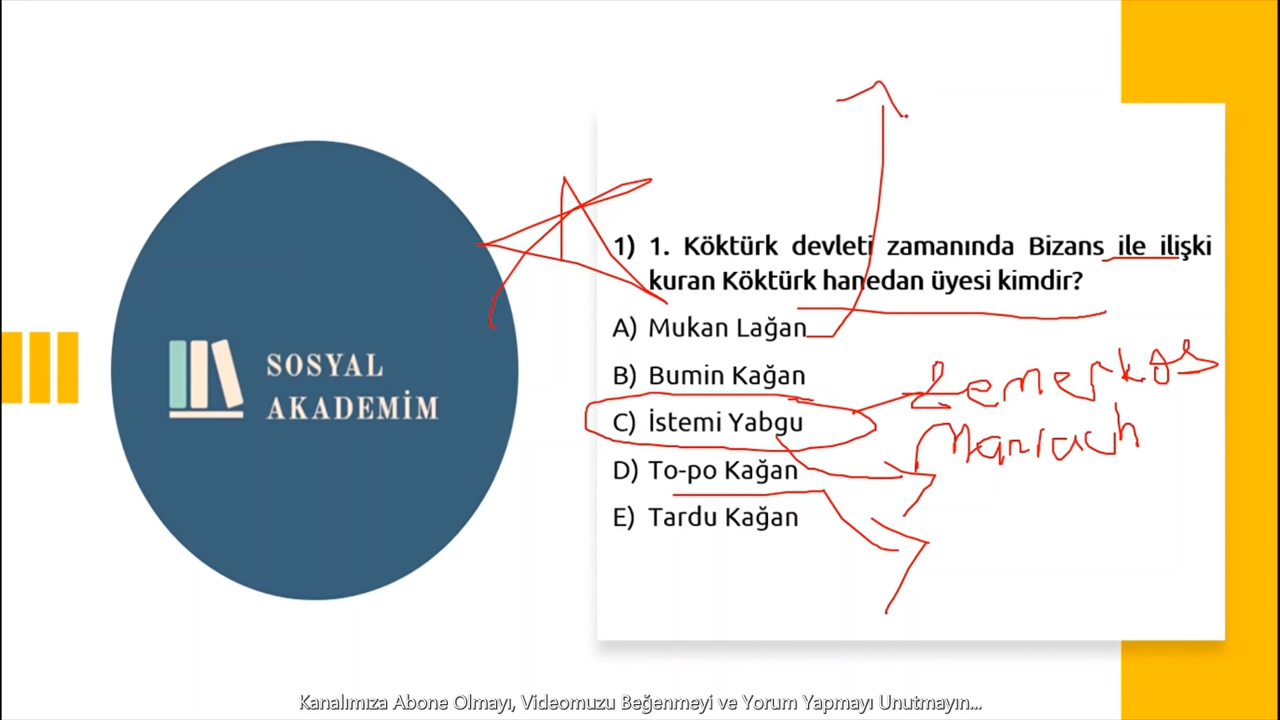 SOSYAL
AKADEMİM
1) 1. Köktürk devleti zamanında Bizans ile ilişki
kuran Köktürk hanedan üyesi kimdir?
A) Mukan Lağan
B) Bumin Kağan
C) İstemi Yabgu
D) To-po Kağan
E) Tardu Kağan
Zemerkos
Maniach
Kanalımıza Abone Olmayı, Videomuzu Beğenmeyi ve Yorum Yapmayı Unutmayın...